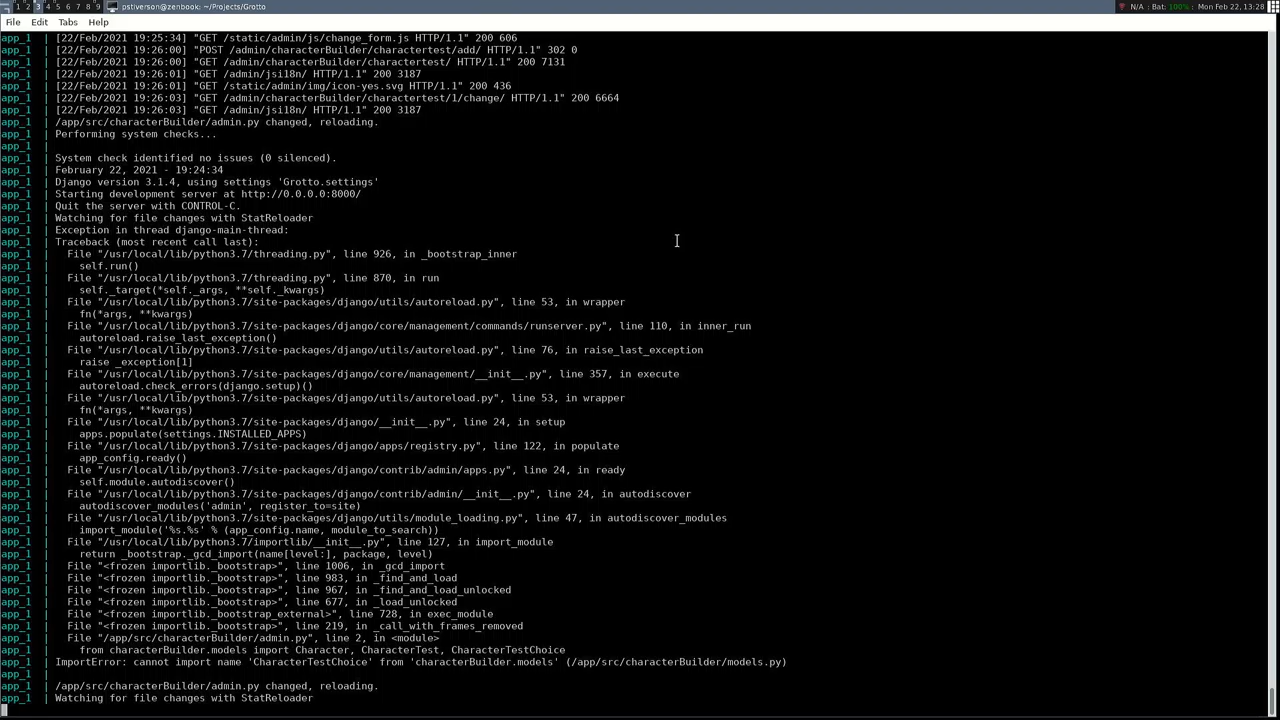 1 2 3 4 5 6 7 8 9 pstiverson@zenbook: ~/Projects/Grotto N/A : Bat: 100% : Mon Feb 22, 13:28
File Edit Tabs Help
app_1 | [22/Feb/2021 19:25:34] "GET /static/admin/js/change_form.js HTTP/1.1" 200 606
app_1 | [22/Feb/2021 19:26:00] "POST /admin/characterBuilder/charactertest/add/ HTTP/1.1" 302 0
app_1 | [22/Feb/2021 19:26:00] "GET /admin/characterBuilder/charactertest/ HTTP/1.1" 200 7131
app_1 | [22/Feb/2021 19:26:01] "GET /admin/jsi18n/ HTTP/1.1" 200 3187
app_1 | [22/Feb/2021 19:26:01] "GET /static/admin/img/icon-yes.svg HTTP/1.1" 200 436
app_1 | [22/Feb/2021 19:26:03] "GET /admin/characterBuilder/charactertest/1/change/ HTTP/1.1" 200 6664
app_1 | [22/Feb/2021 19:26:03] "GET /admin/jsi18n/ HTTP/1.1" 200 3187
app_1 | /app/src/characterBuilder/admin.py changed, reloading.
app_1 | Performing system checks...
app_1 |
app_1 | System check identified no issues (0 silenced).
app_1 | February 22, 2021 - 19:24:34
app_1 | Django version 3.1.4, using settings 'Grotto.settings'
app_1 | Starting development server at http://0.0.0.0:8000/
app_1 | Quit the server with CONTROL-C.
app_1 | Watching for file changes with StatReloader
app_1 | Exception in thread django-main-thread:
app_1 | Traceback (most recent call last):
app_1 | File "/usr/local/lib/python3.7/threading.py", line 926, in _bootstrap_inner
app_1 | self.run()
app_1 | File "/usr/local/lib/python3.7/threading.py", line 870, in run
app_1 | self._target(*self._args, **self._kwargs)
app_1 | File "/usr/local/lib/python3.7/site-packages/django/utils/autoreload.py", line 53, in wrapper
app_1 | fn(*args, **kwargs)
app_1 | File "/usr/local/lib/python3.7/site-packages/django/core/management/commands/runserver.py", line 110, in inner_run
app_1 | autoreload.raise_last_exception()
app_1 | File "/usr/local/lib/python3.7/site-packages/django/utils/autoreload.py", line 76, in raise_last_exception
app_1 | raise _exception[1]
app_1 | File "/usr/local/lib/python3.7/site-packages/django/core/management/__init__.py", line 357, in execute
app_1 | autoreload.check_errors(django.setup)()
app_1 | File "/usr/local/lib/python3.7/site-packages/django/utils/autoreload.py", line 53, in wrapper
app_1 | fn(*args, **kwargs)
app_1 | File "/usr/local/lib/python3.7/site-packages/django/__init__.py", line 24, in setup
app_1 | apps.populate(settings.INSTALLED_APPS)
app_1 | File "/usr/local/lib/python3.7/site-packages/django/apps/registry.py", line 122, in populate
app_1 | app_config.ready()
app_1 | File "/usr/local/lib/python3.7/site-packages/django/contrib/admin/apps.py", line 24, in ready
app_1 | self.module.autodiscover()
app_1 | File "/usr/local/lib/python3.7/site-packages/django/contrib/admin/__init__.py", line 24, in autodiscover
app_1 | autodiscover_modules('admin', register_to=site)
app_1 | File "/usr/local/lib/python3.7/site-packages/django/utils/module_loading.py", line 47, in autodiscover_modules
app_1 | import_module('%s.%s' % (app_config.name, module_to_search))
app_1 | File "/usr/local/lib/python3.7/importlib/__init__.py", line 127, in import_module
app_1 | return _bootstrap._gcd_import(name[level:], package, level)
app_1 | File "<frozen importlib._bootstrap>", line 1006, in _gcd_import
app_1 | File "<frozen importlib._bootstrap>", line 983, in _find_and_load
app_1 | File "<frozen importlib._bootstrap>", line 967, in _find_and_load_unlocked
app_1 | File "<frozen importlib._bootstrap>", line 677, in _load_unlocked
app_1 | File "<frozen importlib._bootstrap_external>", line 728, in exec_module
app_1 | File "<frozen importlib._bootstrap>", line 219, in _call_with_frames_removed
app_1 | File "/app/src/characterBuilder/admin.py", line 2, in <module>
app_1 | from characterBuilder.models import Character, CharacterTest, CharacterTestChoice
app_1 | ImportError: cannot import name 'CharacterTestChoice' from 'characterBuilder.models' (/app/src/characterBuilder/models.py)
app_1 |
app_1 | /app/src/characterBuilder/admin.py changed, reloading.
app_1 | Watching for file changes with StatReloader